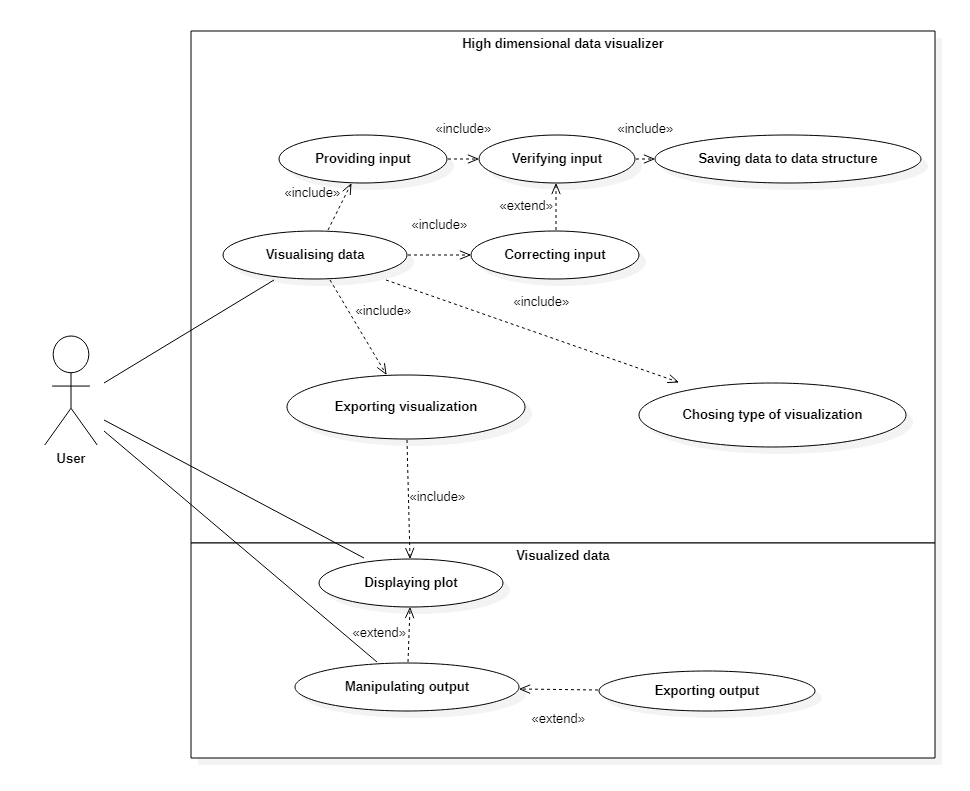 High dimensional data visualizer
«include»
«include»
Providing input
Verifying input
Saving data to data structure
«include»
«extend»
«include»
Visualising data
Correcting input
«include»
«include»
Exporting visualization
Chosing type of visualization
User
«include»
Visualized data
Displaying plot
«extend»
Manipulating output
Exporting output
«extend»